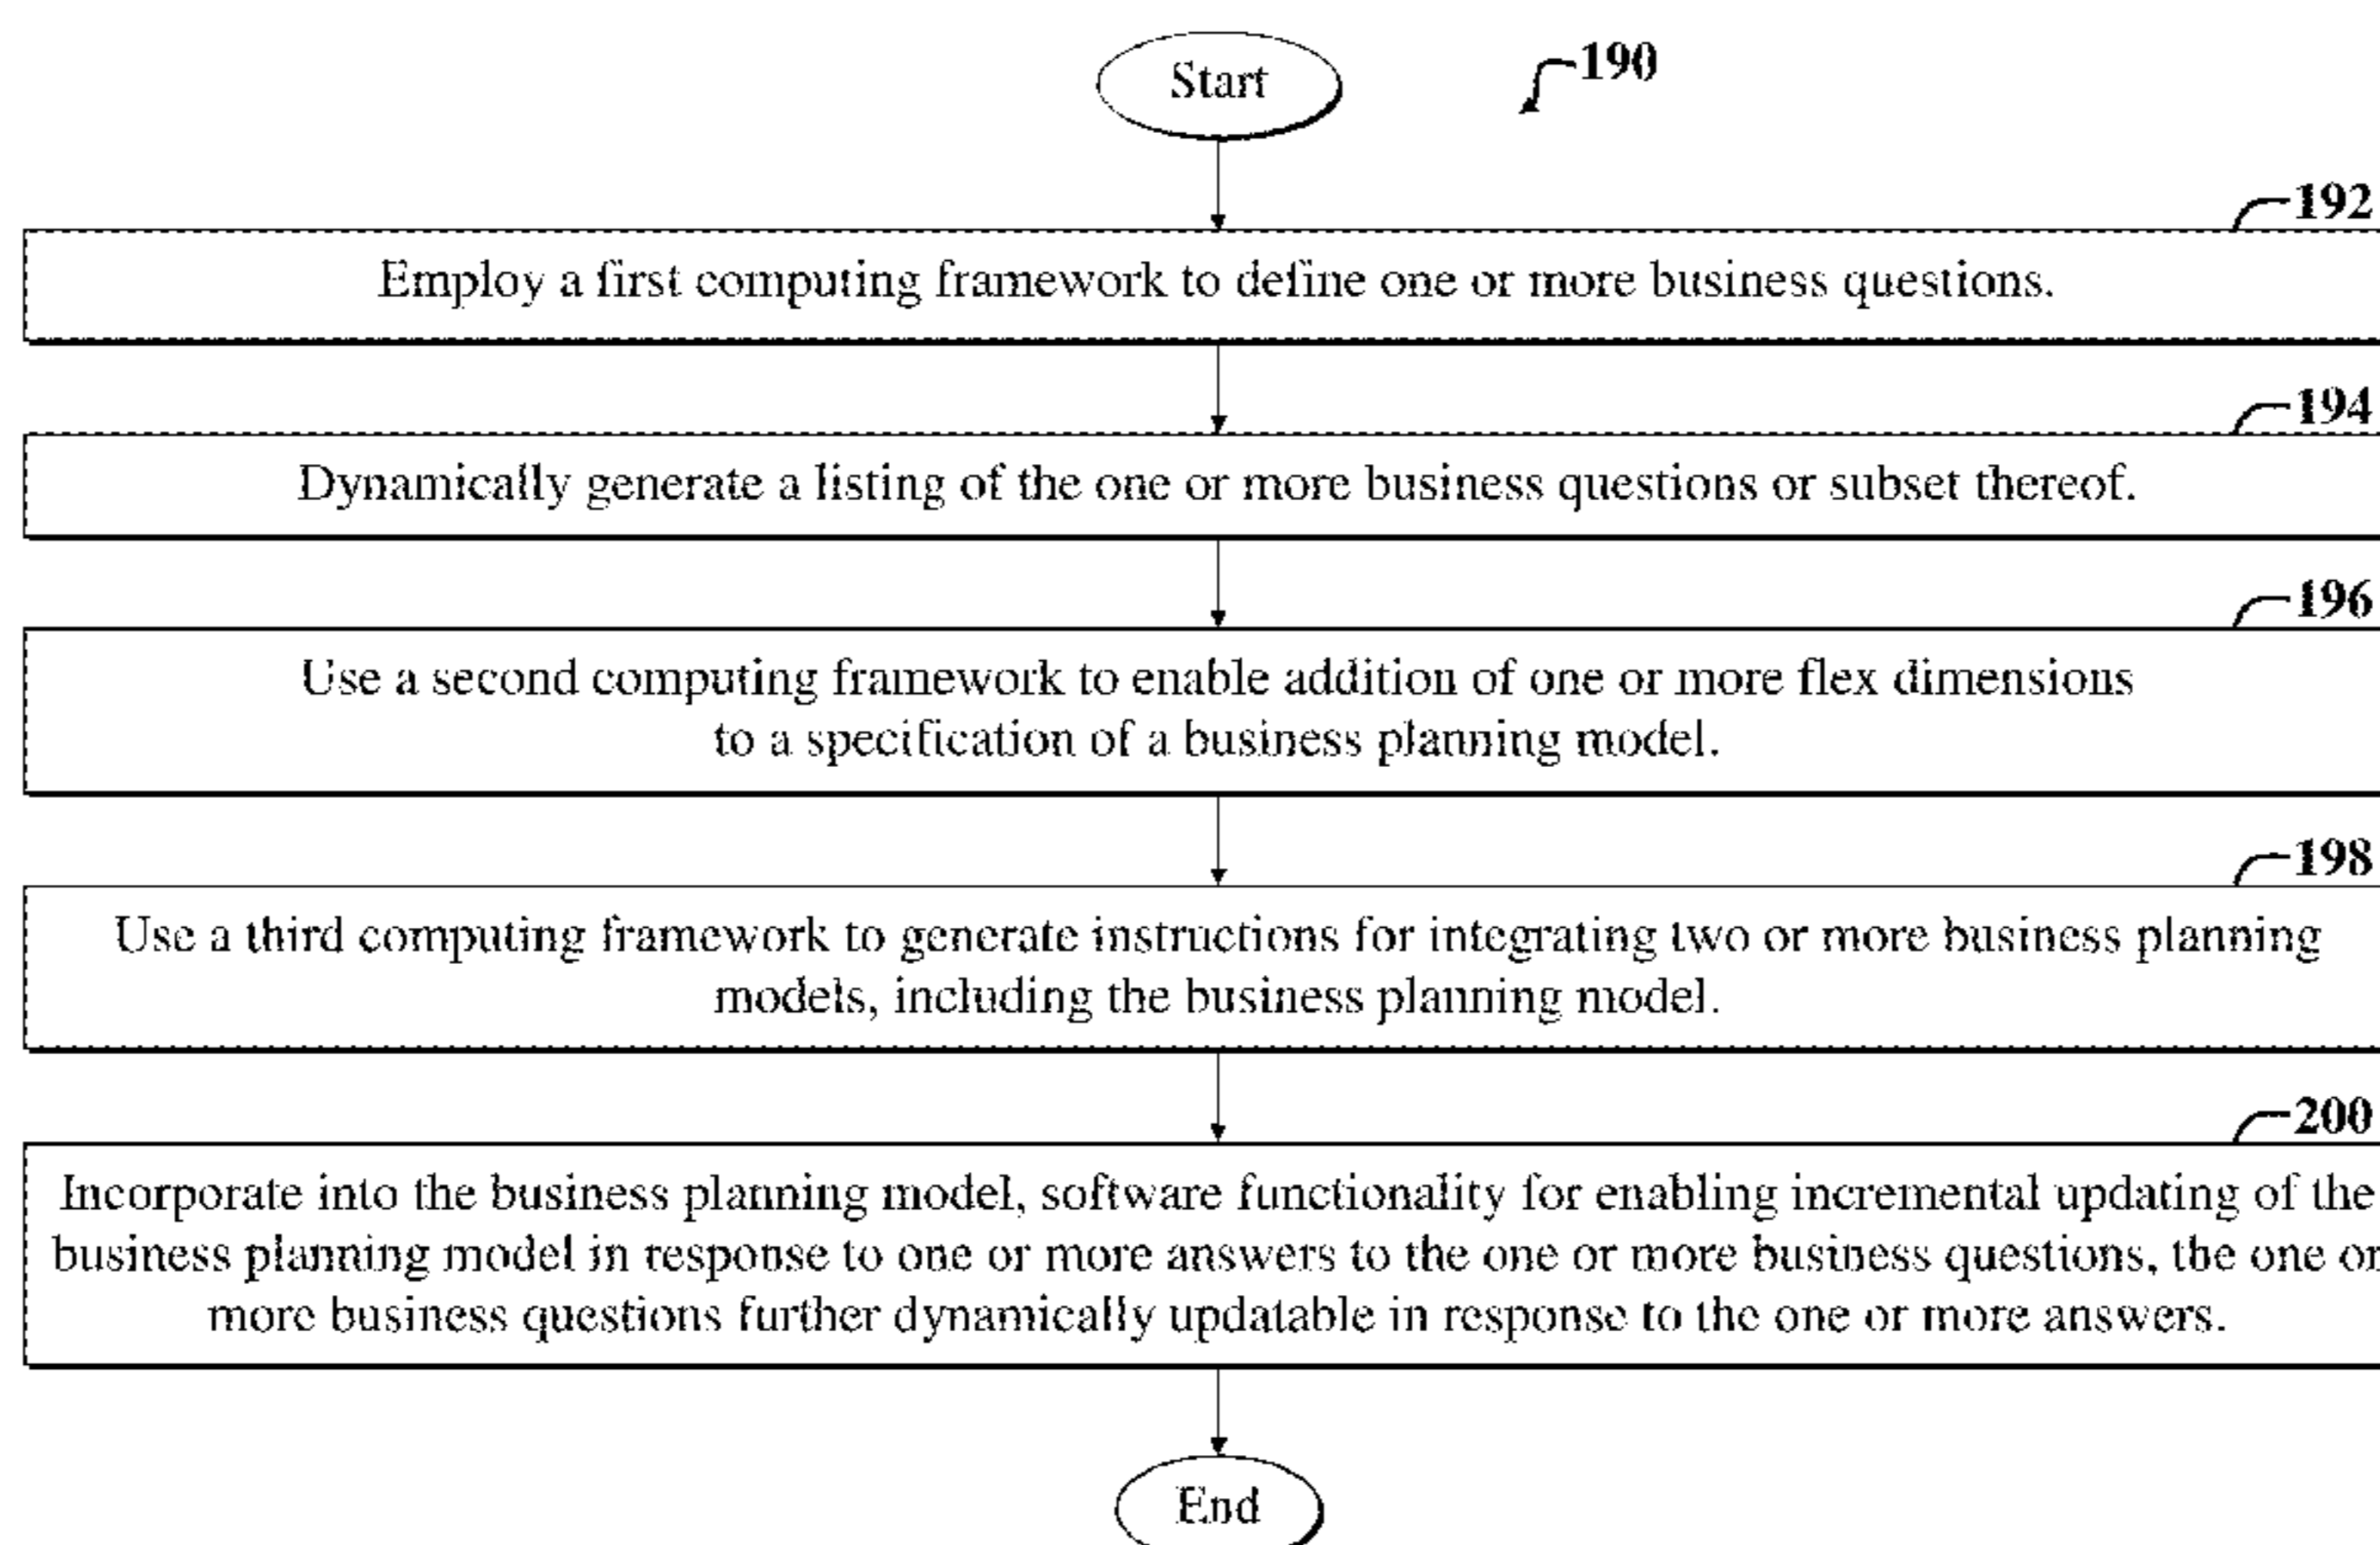 Start
190
192
Employ a first computing framework to define one or more business questions.
194
Dynamically generate a listing of the one or more business questions or subset thereof.
196
Use a second computing framework to enable addition of one or more flex dimensions
to a specification of a business planning model.
198
Use a third computing framework to generate instructions for integrating two or more business planning
models, including the business planning model.
200
Incorporate into the business planning model, software functionality for enabling incremental updating of the
business planning model in response to one or more answers to the one or more business questions, the one or
more business questions further dynamically updatable in response to the one or more answers.
End